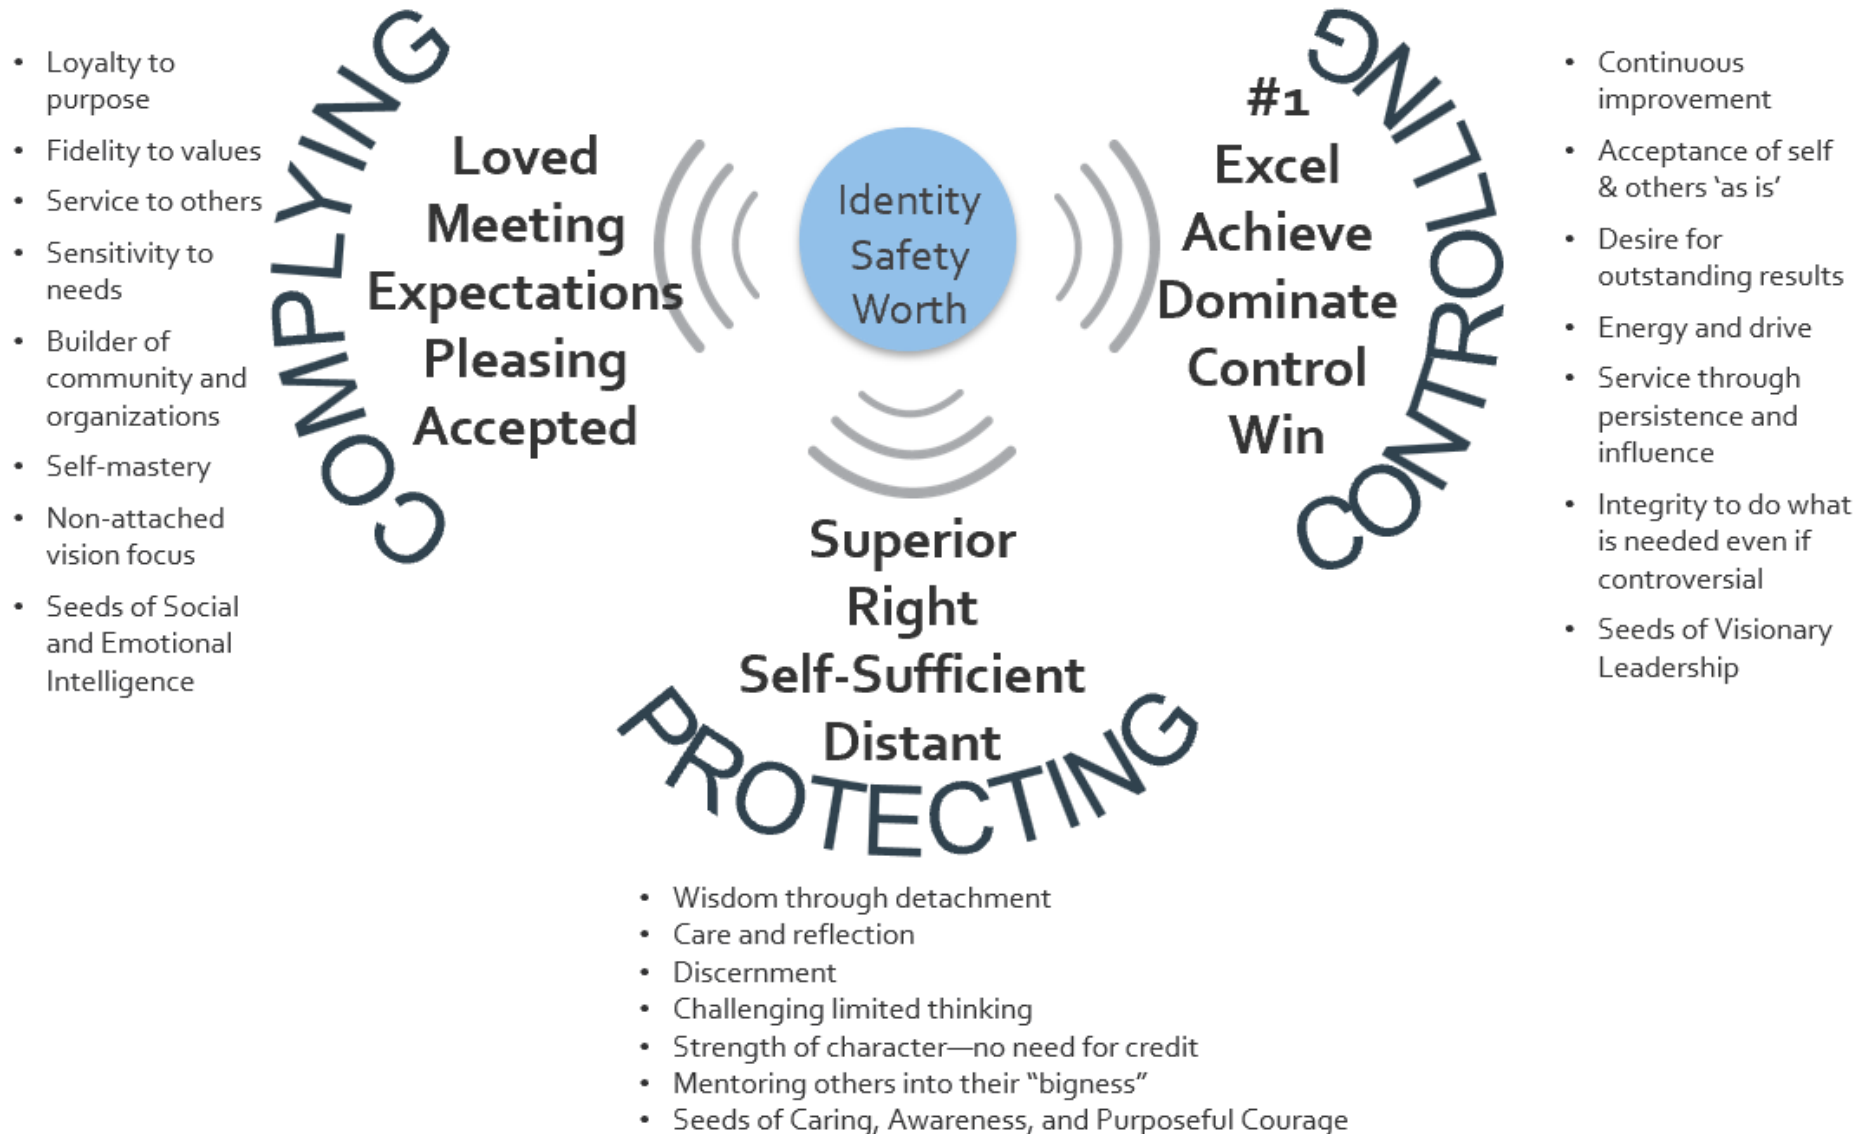 COMPLYING
• Loyalty to
purpose
• Fidelity to values
• Service to others
• Sensitivity to
needs
• Builder of
community and
organizations
• Self-mastery
• Non-attached
vision focus
• Seeds of Social
and Emotional
Intelligence
Loved
Meeting
Expectations
Pleasing
Accepted
Identity
Safety
Worth
#1
Excel
Achieve
Dominate
Control
Win
CONTROLLING
• Continuous
improvement
• Acceptance of self
& others ‘as is’
• Desire for
outstanding results
• Energy and drive
• Service through
persistence and
influence
• Integrity to do what
is needed even if
controversial
• Seeds of Visionary
Leadership
Superior
Right
Self-Sufficient
Distant
PROTECTING
• Wisdom through detachment
• Care and reflection
• Discernment
• Challenging limited thinking
• Strength of character—no need for credit
• Mentoring others into their “bigness”
• Seeds of Caring, Awareness, and Purposeful Courage